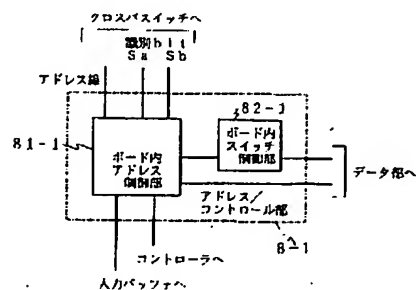 クロスバスイッチへ
識別bit
Sa Sb
アドレス線
81-1
82-1
ボード内
アドレス
制御部
ボード内
スイッチ
制御部
データ部へ
アドレス/
コントロール部
8-1
コントローラへ
入力バッファへ